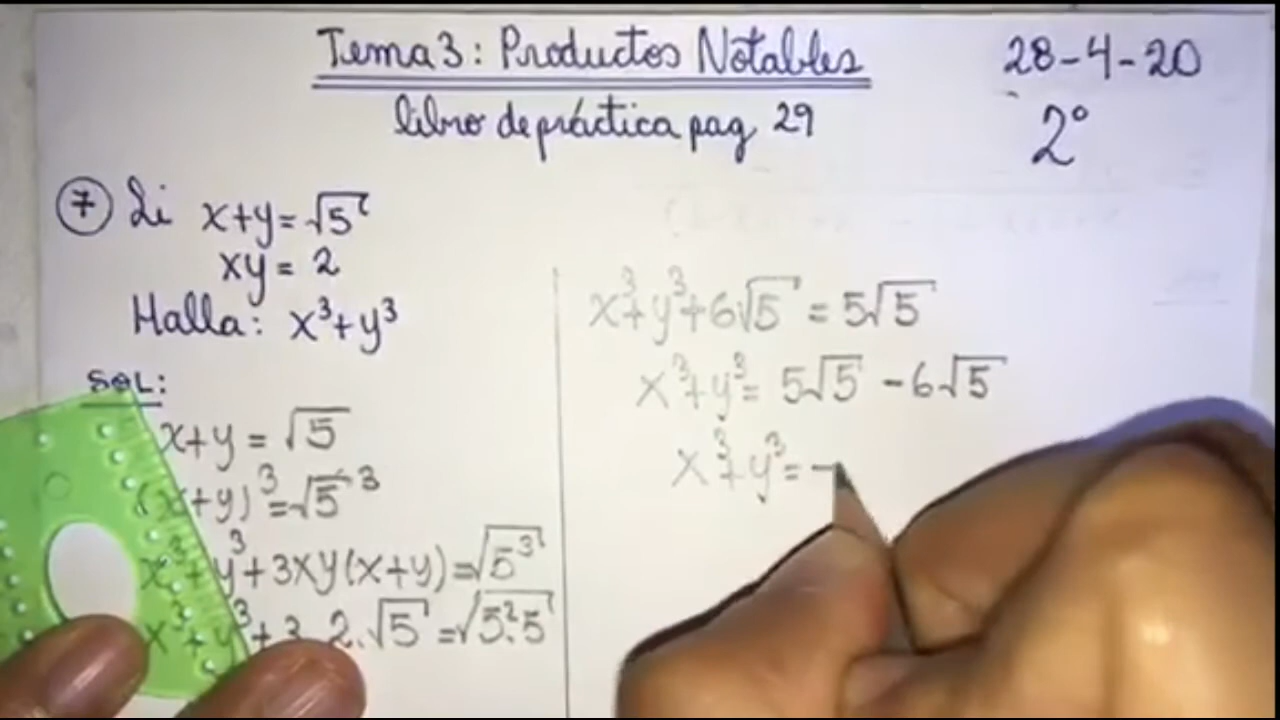 Tema 3: Productos Notables
28-4-20
libro de práctica pag 29
2°
7 Si x+y=√5
xy = 2
Halla: x³+y³
SOL:
x+y = √5
(x+y)³=√5³
x³+y³+3xy(x+y)=√5³
x³+y³+3.2.√5=√5².5
x³+y³+6√5 = 5√5
x³+y³= 5√5 -6√5
x³+y³= -